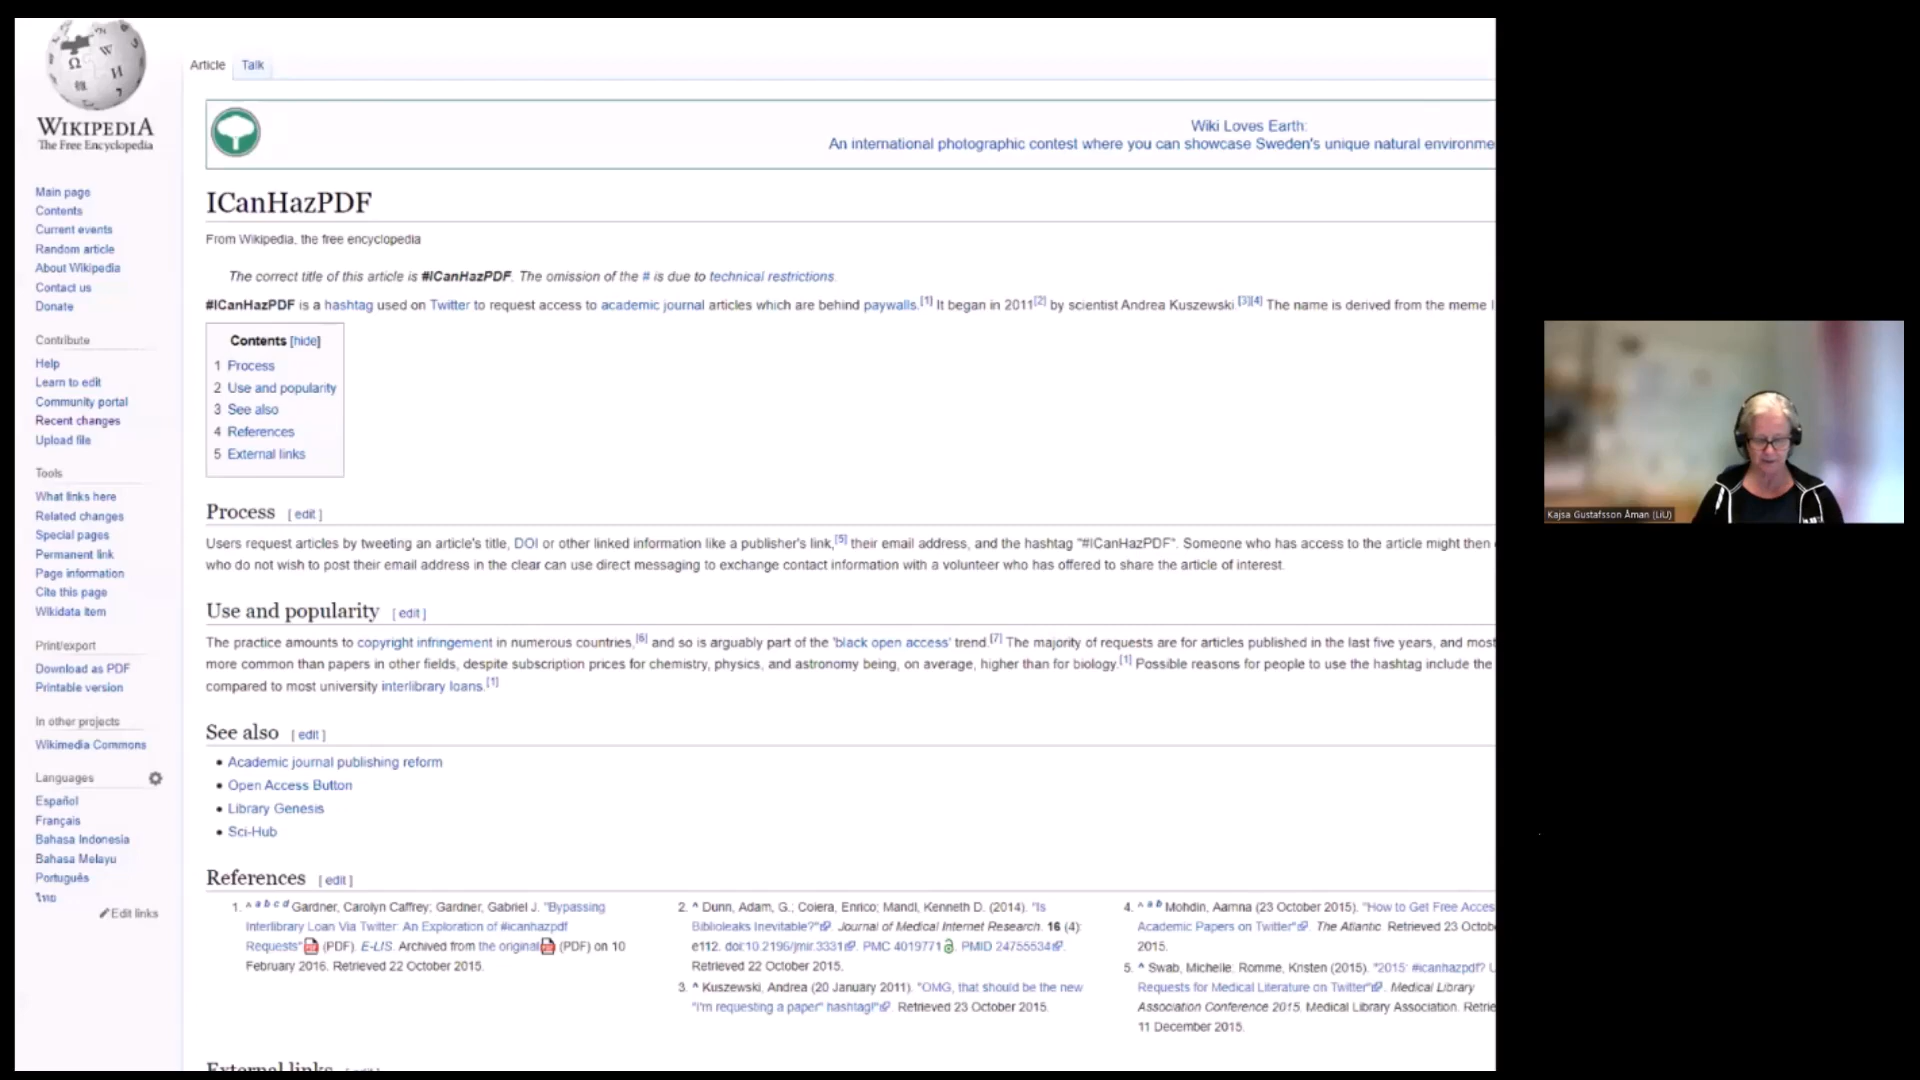 WIKIPEDIA
The Free Encyclopedia
Main page
Contents
Current events
Random article
About Wikipedia
Contact us
Donate
Contribute
Help
Learn to edit
Community portal
Recent changes
Upload file
Tools
What links here
Related changes
Special pages
Permanent link
Page information
Cite this page
Wikidata item
Print/export
Download as PDF
Printable version
In other projects
Wikimedia Commons
Languages
Español
Français
Bahasa Indonesia
Bahasa Melayu
Português
ไทย
Edit links
Article Talk
Wiki Loves Earth:
An international photographic contest where you can showcase Sweden's unique natural environme
ICanHazPDF
From Wikipedia, the free encyclopedia
The correct title of this article is #ICanHazPDF. The omission of the # is due to technical restrictions.
#ICanHazPDF is a hashtag used on Twitter to request access to academic journal articles which are behind paywalls.[1] It began in 2011[2] by scientist Andrea Kuszewski.[3][4] The name is derived from the meme I
Contents [hide]
1 Process
2 Use and popularity
3 See also
4 References
5 External links
Process [ edit ]
Users request articles by tweeting an article's title, DOI or other linked information like a publisher's link,[5] their email address, and the hashtag "#ICanHazPDF". Someone who has access to the article might then
who do not wish to post their email address in the clear can use direct messaging to exchange contact information with a volunteer who has offered to share the article of interest.
Use and popularity [ edit ]
The practice amounts to copyright infringement in numerous countries,[6] and so is arguably part of the 'black open access' trend.[7] The majority of requests are for articles published in the last five years, and most
more common than papers in other fields, despite subscription prices for chemistry, physics, and astronomy being, on average, higher than for biology.[1] Possible reasons for people to use the hashtag include the
compared to most university interlibrary loans.[1]
See also [ edit ]
• Academic journal publishing reform
• Open Access Button
• Library Genesis
• Sci-Hub
References [ edit ]
1. ^ a b c d Gardner, Carolyn Caffrey; Gardner, Gabriel J. "Bypassing
Interlibrary Loan Via Twitter: An Exploration of #icanhazpdf
Requests" (PDF). E-LIS. Archived from the original (PDF) on 10
February 2016. Retrieved 22 October 2015.
2. ^ Dunn, Adam, G.; Coiera, Enrico; Mandl, Kenneth D. (2014). "Is
Biblioleaks Inevitable?". Journal of Medical Internet Research. 16 (4):
e112. doi:10.2196/jmir.3331. PMC 4019771. PMID 24755534.
Retrieved 22 October 2015.
3. ^ Kuszewski, Andrea (20 January 2011). "OMG, that should be the new
"I'm requesting a paper" hashtag!". Retrieved 23 October 2015.
4. ^ a b Mohdin, Aamna (23 October 2015). "How to Get Free Acces
Academic Papers on Twitter". The Atlantic. Retrieved 23 Octob
2015.
5. ^ Swab, Michelle; Romme, Kristen (2015). "2015: #icanhazpdf? U
Requests for Medical Literature on Twitter". Medical Library
Association Conference 2015. Medical Library Association. Retrie
11 December 2015.
Kajsa Gustafsson Åman (LiU)